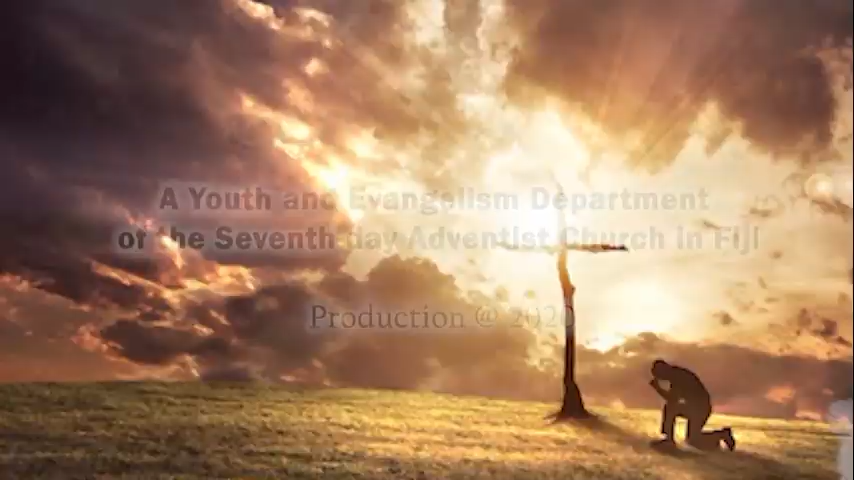 A Youth and Evangelism Department
of the Seventh-day Adventist Church in Fiji
Production @ 2020